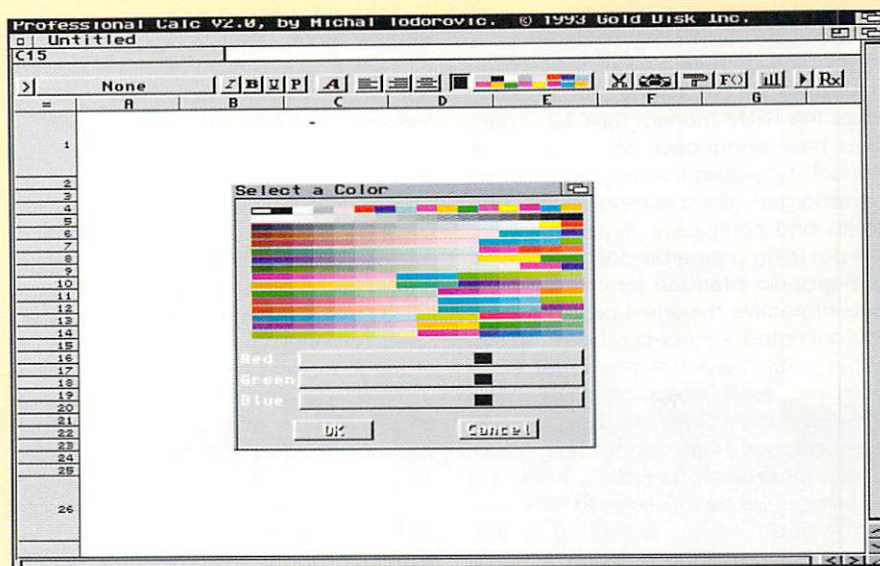 Professional Calc V2.0, by Michal Todorovic. © 1993 Gold Disk Inc.
Untitled
C15
None I B U P A F() Rx
= A B C D E F G
1
2
3
4
5
6
7
8
9
10
11
12
13
14
15
16
17
18
19
20
21
22
23
24
25
26
Select a Color
Red
Green
Blue
OK Cancel